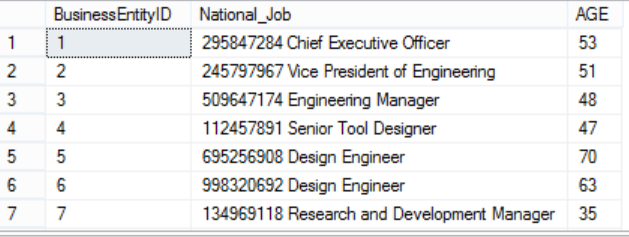 BusinessEntityID National_Job AGE
1 1 295847284 Chief Executive Officer 53
2 2 245797967 Vice President of Engineering 51
3 3 509647174 Engineering Manager 48
4 4 112457891 Senior Tool Designer 47
5 5 695256908 Design Engineer 70
6 6 998320692 Design Engineer 63
7 7 134969118 Research and Development Manager 35